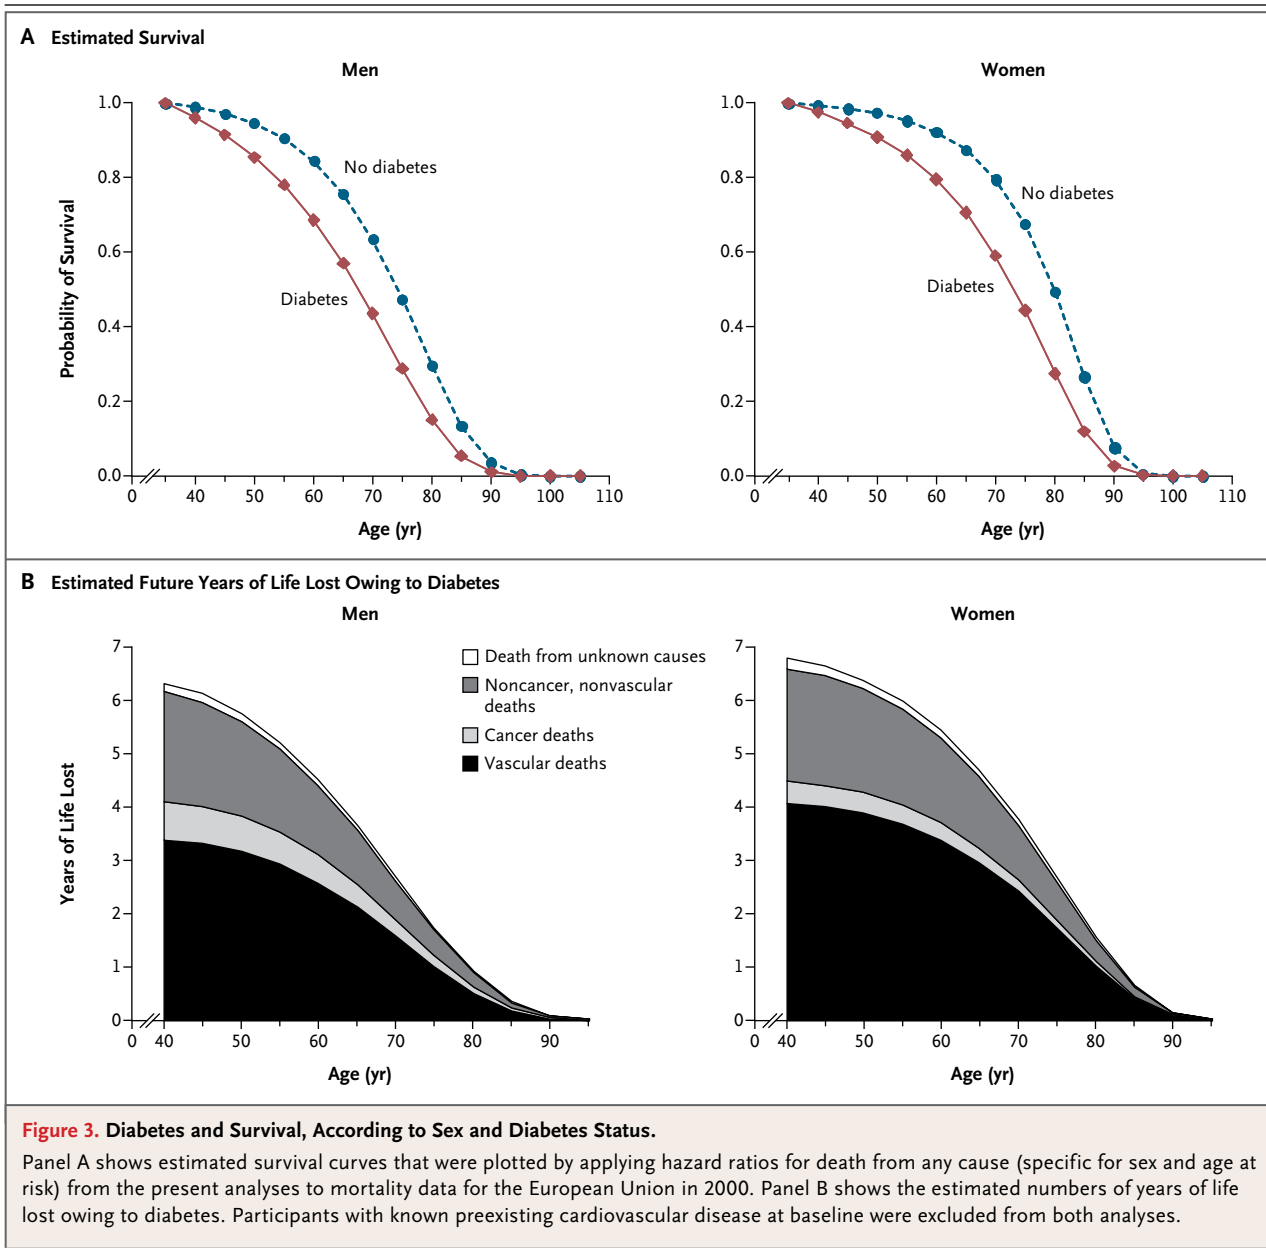 A Estimated Survival
Men
Women
1.0
0.8
0.6
0.4
0.2
0.0
Probability of Survival
No diabetes
Diabetes
0 40 50 60 70 80 90 100 110
Age (yr)
1.0
0.8
0.6
0.4
0.2
0.0
No diabetes
Diabetes
0 40 50 60 70 80 90 100 110
Age (yr)
B Estimated Future Years of Life Lost Owing to Diabetes
Men
Women
7
6
5
4
3
2
1
0
Years of Life Lost
Death from unknown causes
Noncancer, nonvascular
deaths
Cancer deaths
Vascular deaths
0 40 50 60 70 80 90
Age (yr)
7
6
5
4
3
2
1
0
0 40 50 60 70 80 90
Age (yr)
Figure 3. Diabetes and Survival, According to Sex and Diabetes Status.
Panel A shows estimated survival curves that were plotted by applying hazard ratios for death from any cause (specific for sex and age at
risk) from the present analyses to mortality data for the European Union in 2000. Panel B shows the estimated numbers of years of life
lost owing to diabetes. Participants with known preexisting cardiovascular disease at baseline were excluded from both analyses.